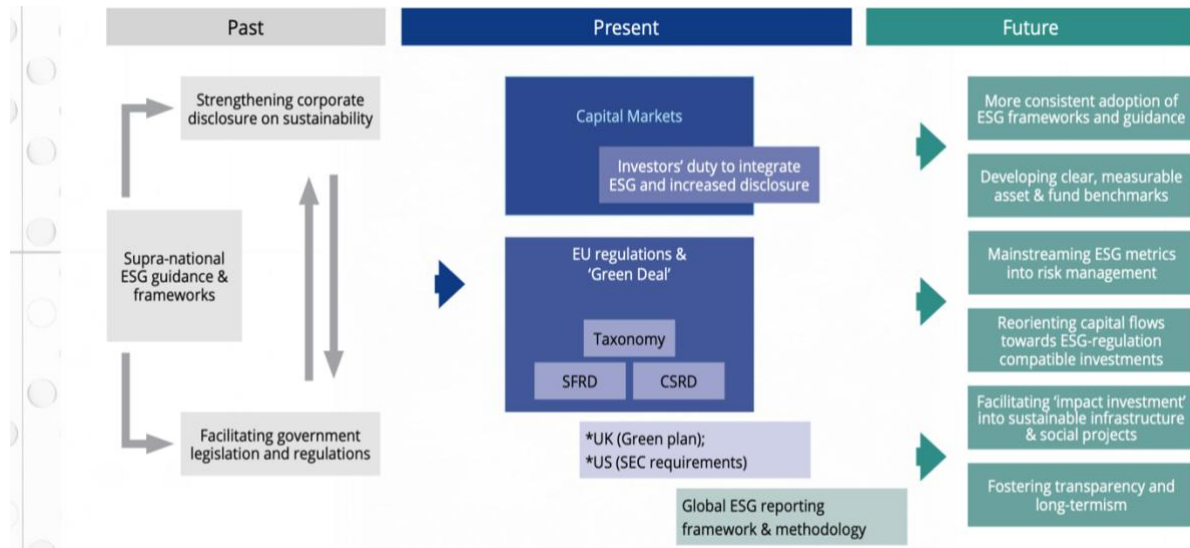 Past
Present
Future
Strengthening corporate
disclosure on sustainability
Supra-national
ESG guidance &
frameworks
Facilitating government
legislation and regulations
Capital Markets
Investors’ duty to integrate
ESG and increased disclosure
EU regulations &
‘Green Deal’
Taxonomy
SFRD
CSRD
*UK (Green plan);
*US (SEC requirements)
Global ESG reporting
framework & methodology
More consistent adoption of
ESG frameworks and guidance
Developing clear, measurable
asset & fund benchmarks
Mainstreaming ESG metrics
into risk management
Reorienting capital flows
towards ESG-regulation
compatible investments
Facilitating ‘impact investment’
into sustainable infrastructure
& social projects
Fostering transparency and
long-termism